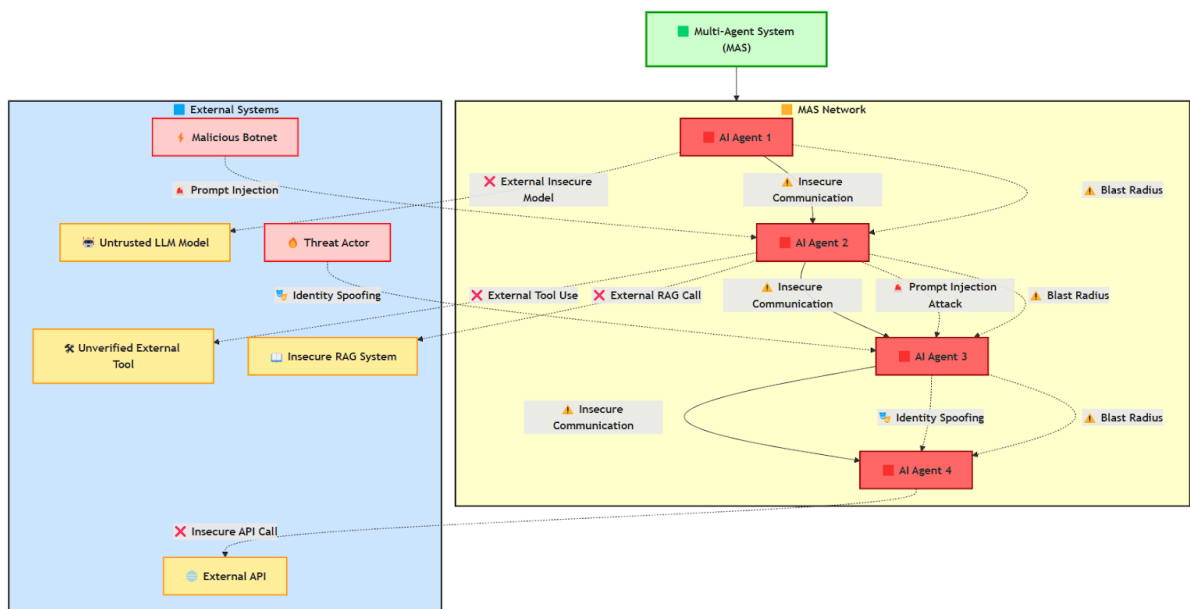 Multi-Agent System
(MAS)
External Systems
MAS Network
Malicious Botnet
AI Agent 1
Prompt Injection
External Insecure
Model
Insecure
Communication
Blast Radius
Untrusted LLM Model
Threat Actor
AI Agent 2
Identity Spoofing
External Tool Use
External RAG Call
Insecure
Communication
Prompt Injection
Attack
Blast Radius
Unverified External
Tool
Insecure RAG System
AI Agent 3
Insecure
Communication
Identity Spoofing
Blast Radius
AI Agent 4
Insecure API Call
External API